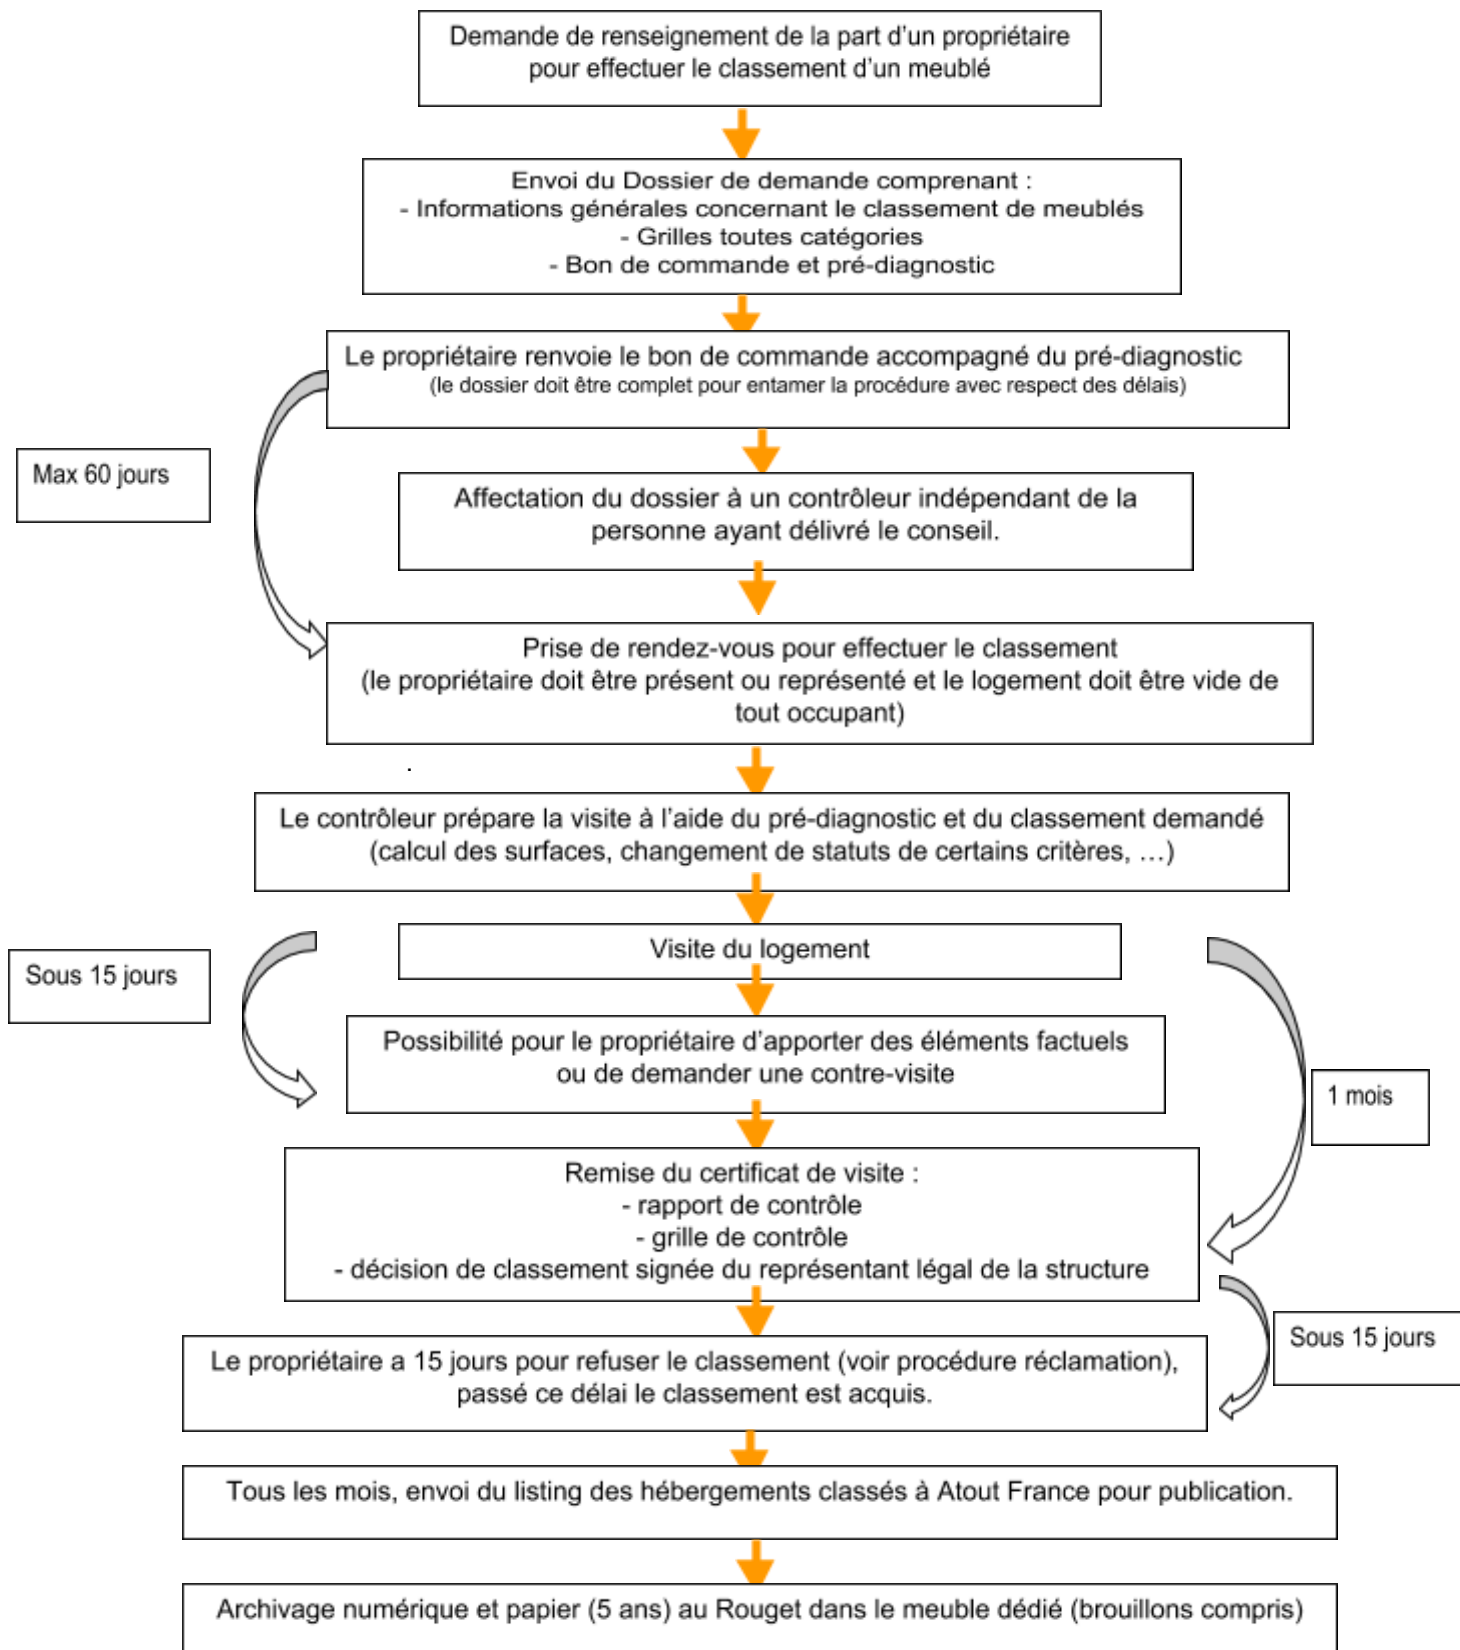 Demande de renseignement de la part d'un propriétaire
pour effectuer le classement d'un meublé
Envoi du Dossier de demande comprenant :
- Informations générales concernant le classement de meublés
- Grilles toutes catégories
- Bon de commande et pré-diagnostic
Le propriétaire renvoie le bon de commande accompagné du pré-diagnostic
(le dossier doit être complet pour entamer la procédure avec respect des délais)
Max 60 jours
Affectation du dossier à un contrôleur indépendant de la
personne ayant délivré le conseil.
Prise de rendez-vous pour effectuer le classement
(le propriétaire doit être présent ou représenté et le logement doit être vide de
tout occupant)
.
Le contrôleur prépare la visite à l'aide du pré-diagnostic et du classement demandé
(calcul des surfaces, changement de statuts de certains critères, …)
Visite du logement
Sous 15 jours
Possibilité pour le propriétaire d'apporter des éléments factuels
ou de demander une contre-visite
1 mois
Remise du certificat de visite :
- rapport de contrôle
- grille de contrôle
- décision de classement signée du représentant légal de la structure
Sous 15 jours
Le propriétaire a 15 jours pour refuser le classement (voir procédure réclamation),
passé ce délai le classement est acquis.
Tous les mois, envoi du listing des hébergements classés à Atout France pour publication.
Archivage numérique et papier (5 ans) au Rouget dans le meuble dédié (brouillons compris)